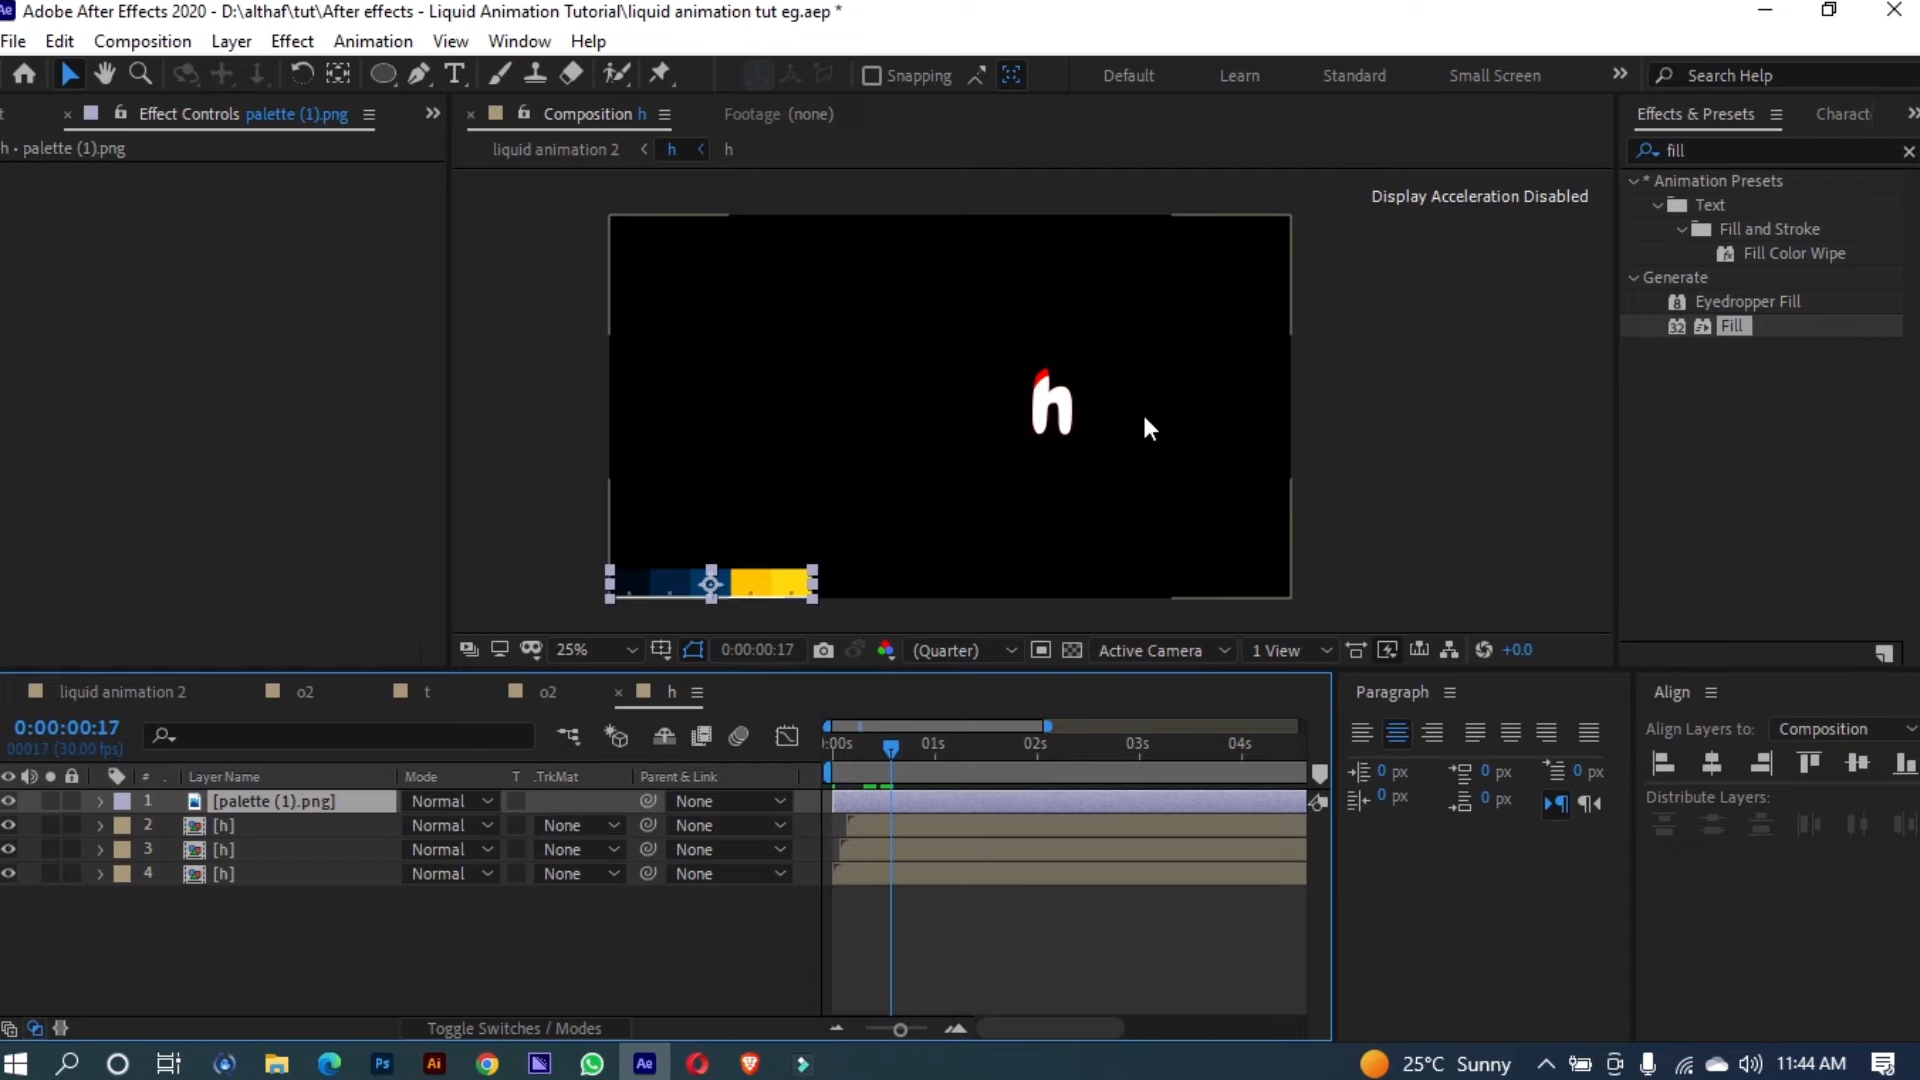 Adobe After Effects 2020 - D:\althaf\tut\After effects - Liquid Animation Tutorial\liquid animation tut eg.aep *
File Edit Composition Layer Effect Animation View Window Help
Snapping Default Learn Standard Small Screen Search Help
Effect Controls palette (1).png
Composition h
Footage (none)
Effects & Presets
Charact
h • palette (1).png
liquid animation 2 h h
fill
Display Acceleration Disabled
* Animation Presets
Text
Fill and Stroke
Fill Color Wipe
Generate
Eyedropper Fill
Fill
h
25% 0:00:00:17 (Quarter) Active Camera 1 View +0.0
liquid animation 2 o2 t o2 h
Paragraph
Align
0:00:00:17
00017 (30.00 fps)
:00s 01s 02s 03s 04s
Align Layers to: Composition
# Layer Name Mode T .TrkMat Parent & Link
0 px 0 px 0 px
0 px 0 px
Distribute Layers:
1 [palette (1).png] Normal None
2 [h] Normal None None
3 [h] Normal None None
4 [h] Normal None None
Toggle Switches / Modes
Ps Ai Ae
25°C Sunny 11:44 AM